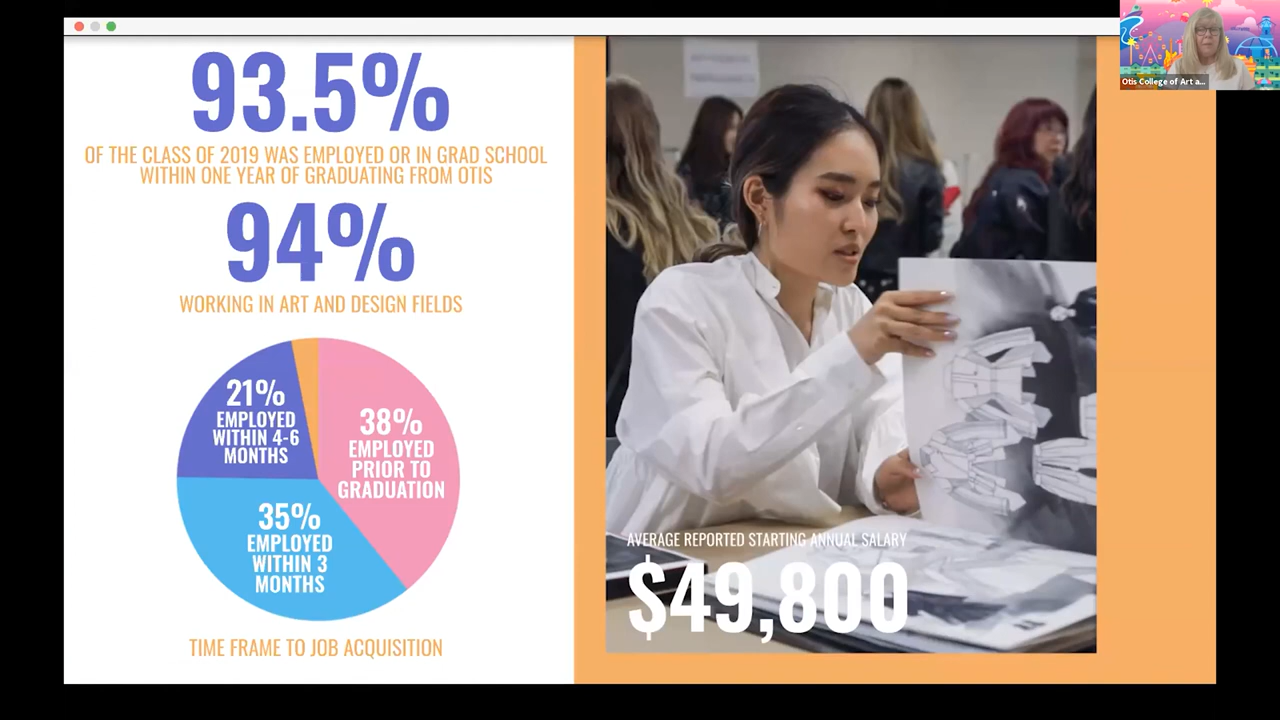 93.5%
OF THE CLASS OF 2019 WAS EMPLOYED OR IN GRAD SCHOOL
WITHIN ONE YEAR OF GRADUATING FROM OTIS
94%
WORKING IN ART AND DESIGN FIELDS
21%
EMPLOYED
WITHIN 4-6
MONTHS
38%
EMPLOYED
PRIOR TO
GRADUATION
35%
EMPLOYED
WITHIN 3
MONTHS
TIME FRAME TO JOB ACQUISITION
AVERAGE REPORTED STARTING ANNUAL SALARY
$49,800
Otis College of Art a...